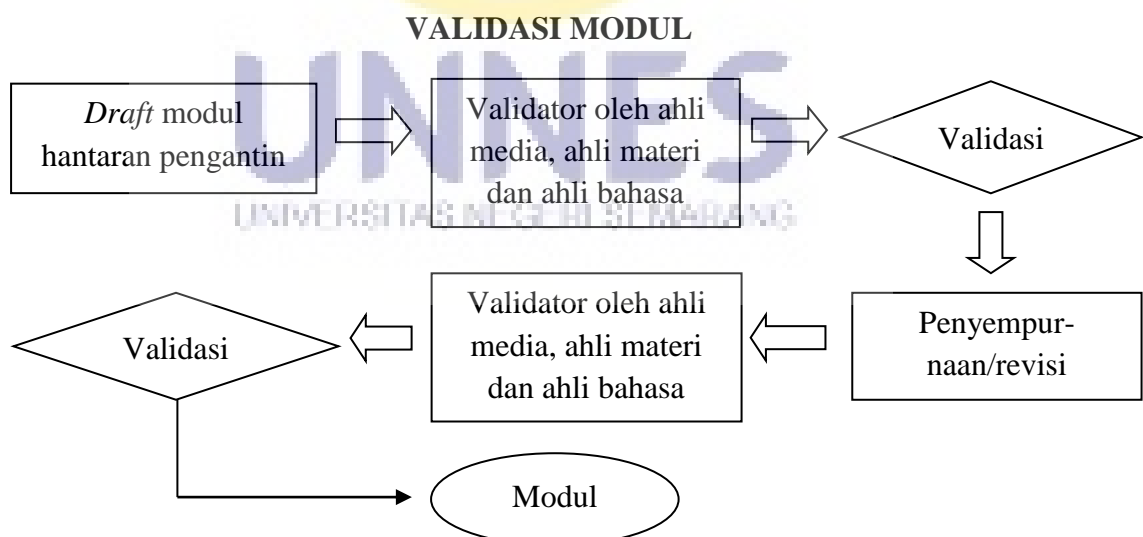 VALIDASI MODUL
Draft modul
hantaran pengantin
Validator oleh ahli
media, ahli materi
dan ahli bahasa
Validasi
UNNES
UNIVERSITAS NEGERI SEMARANG
Penyempur-
naan/revisi
Validator oleh ahli
media, ahli materi
dan ahli bahasa
Validasi
Modul